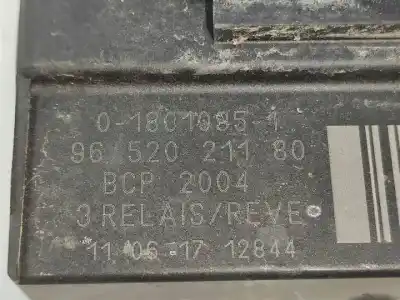 0-1801085-1
96 520 211 80
BCP 2004
3 RELAIS/REVE
11 06 17 12844